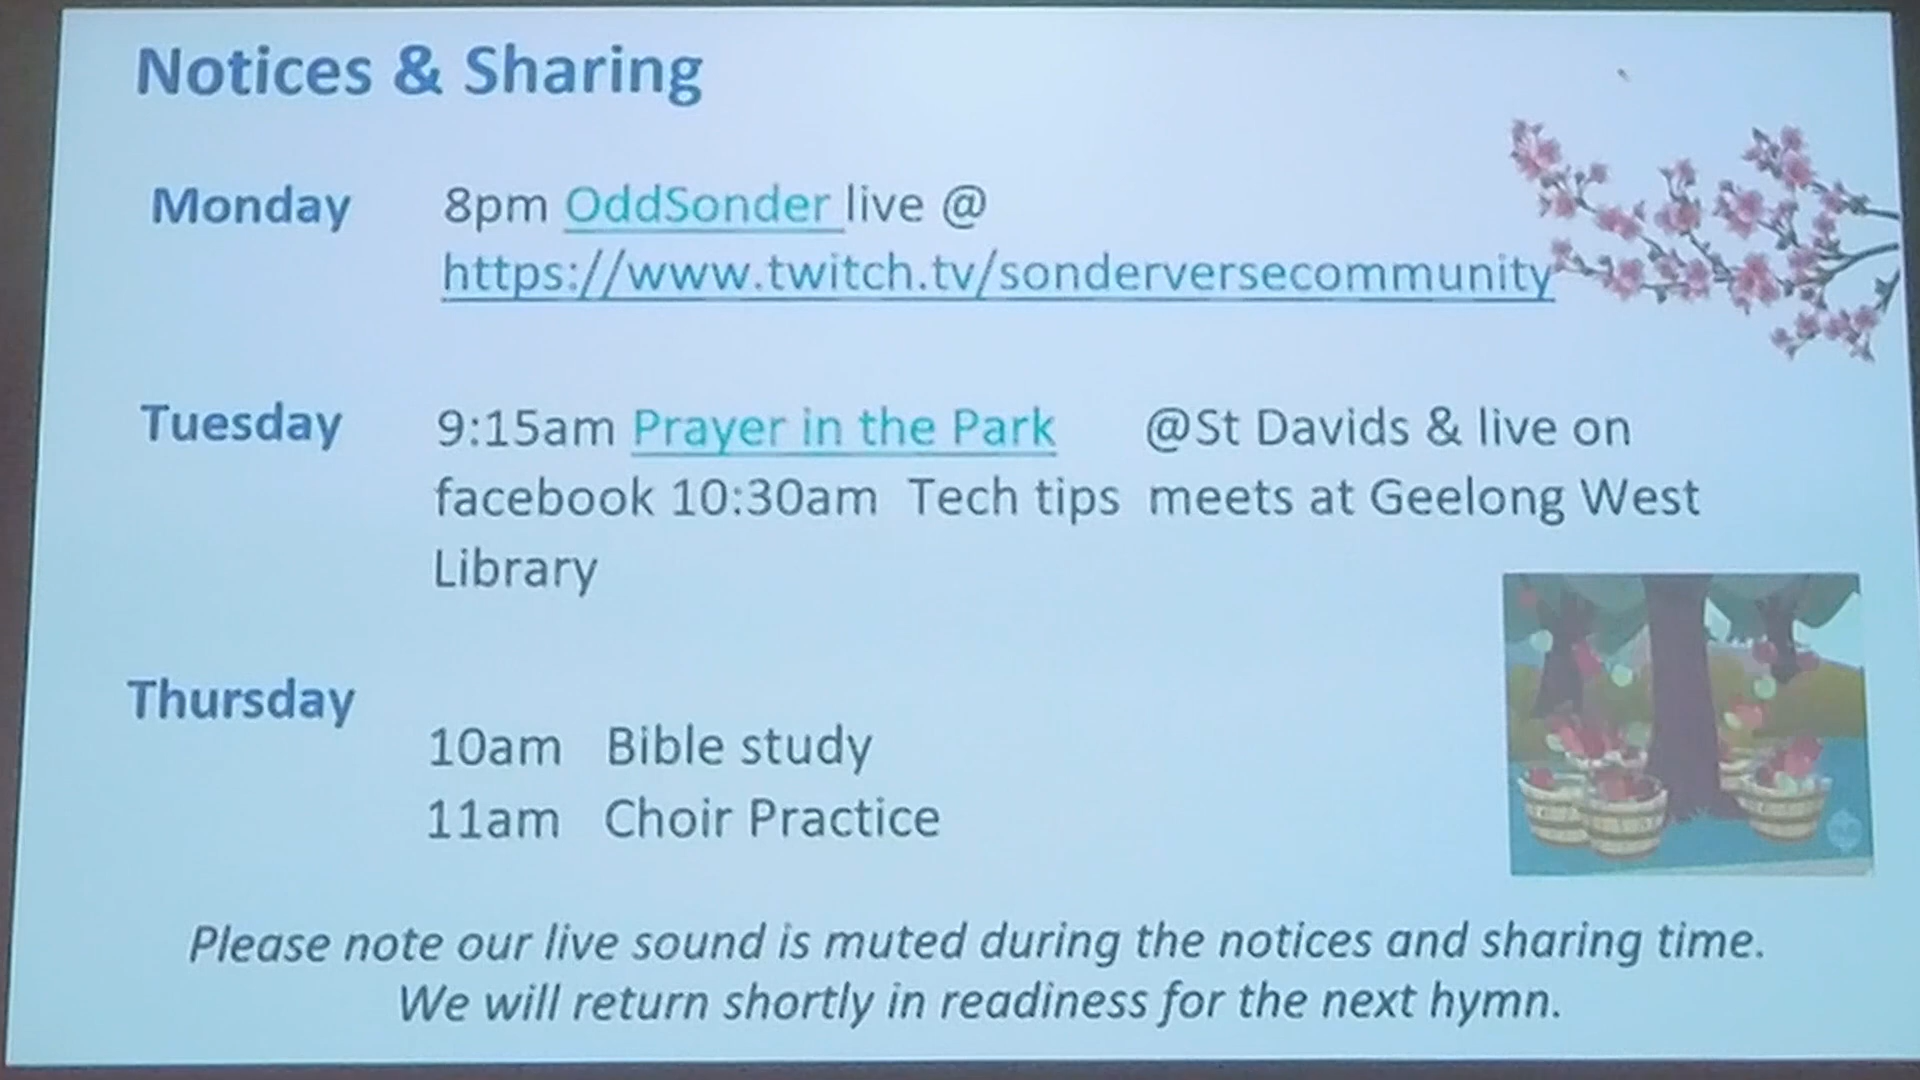 Notices & Sharing
Monday 8pm OddSonder live @
https://www.twitch.tv/sonderversecommunity
Tuesday 9:15am Prayer in the Park @St Davids & live on
facebook 10:30am Tech tips meets at Geelong West
Library
Thursday
10am Bible study
11am Choir Practice
Please note our live sound is muted during the notices and sharing time.
We will return shortly in readiness for the next hymn.